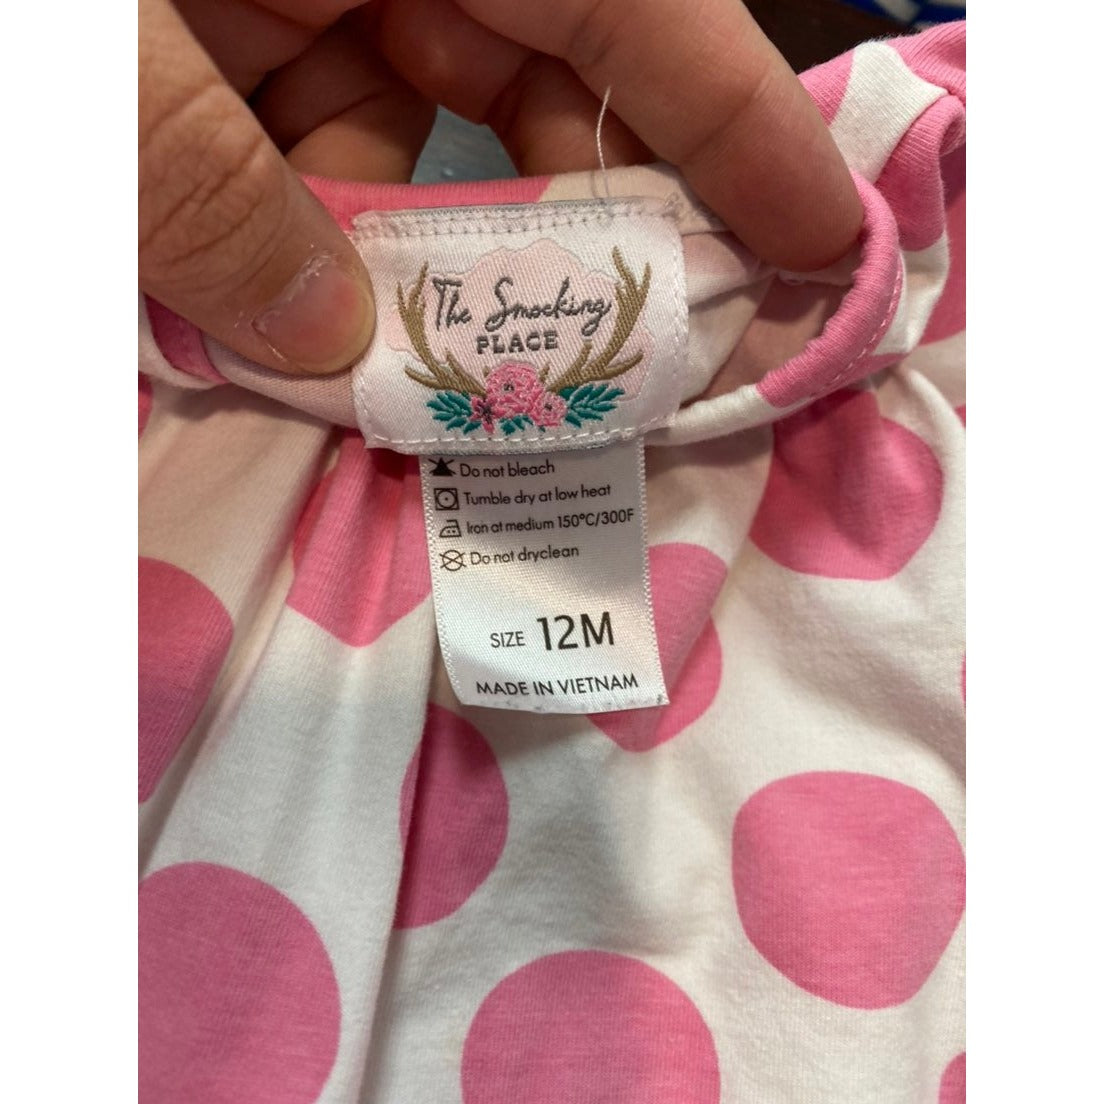 The Smocking
PLACE
Do not bleach
Tumble dry at low heat
Iron at medium 150°C/300F
Do not dryclean
SIZE 12M
MADE IN VIETNAM